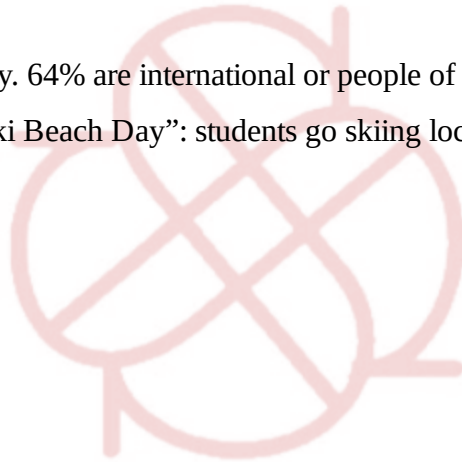 y. 64% are international or people of
ki Beach Day”: students go skiing loc